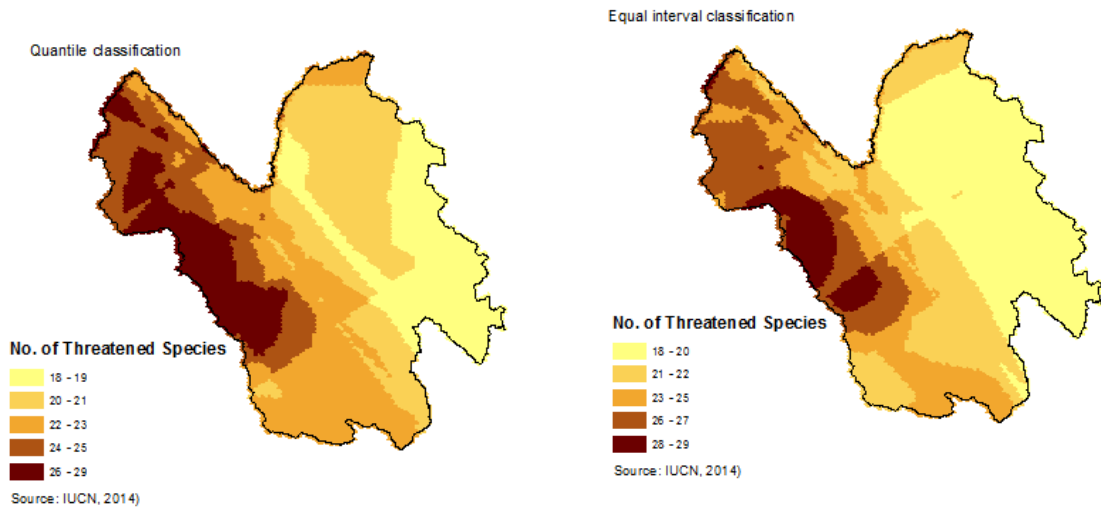 Quantile classification
No. of Threatened Species
18 - 19
20 - 21
22 - 23
24 - 25
26 - 29
Source: IUCN, 2014)
Equal interval classification
No. of Threatened Species
18 - 20
21 - 22
23 - 25
26 - 27
28 - 29
Source: IUCN, 2014)